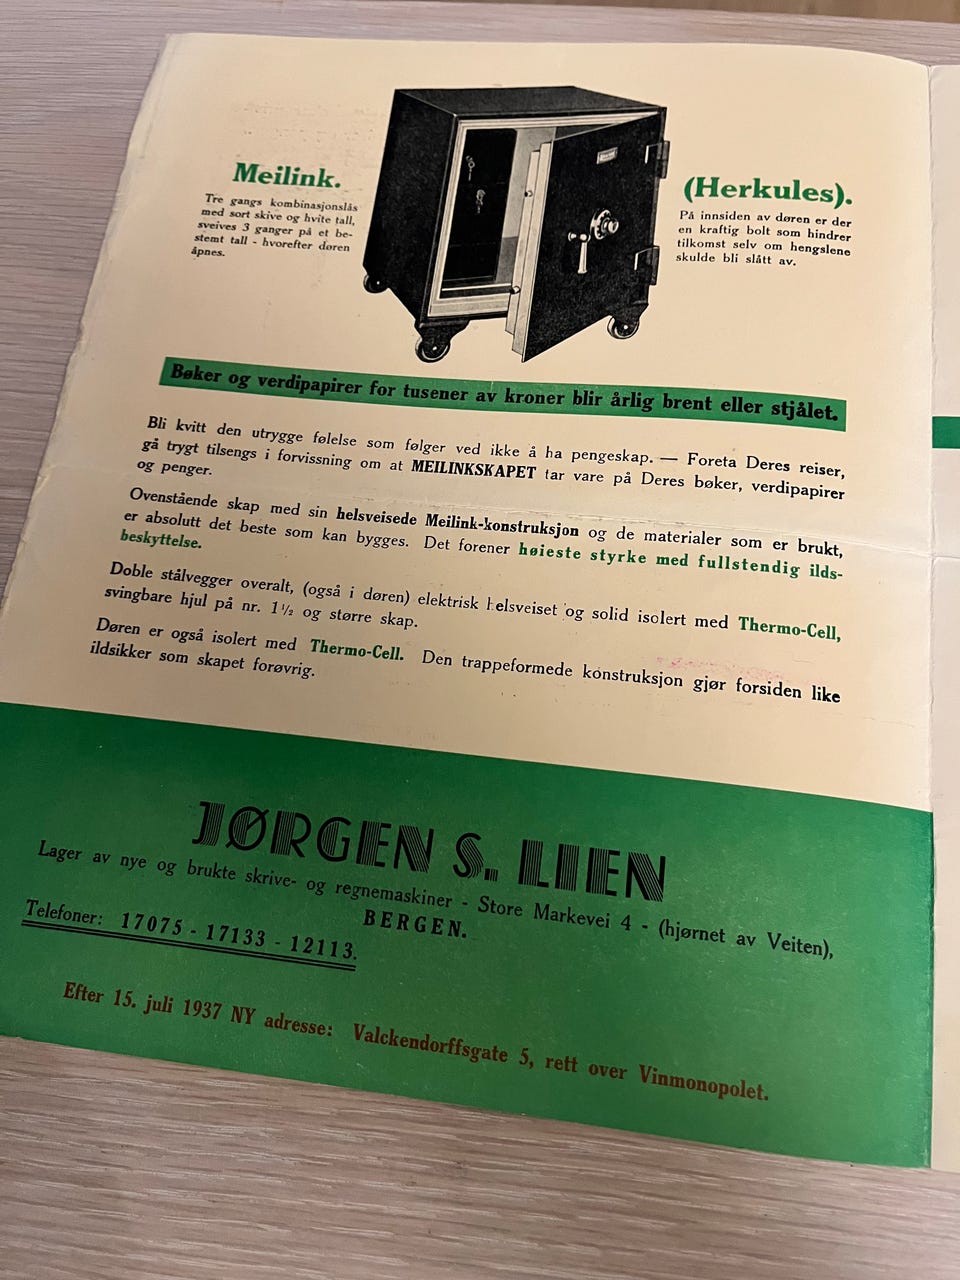 Meilink.
Tre gangs kombinasjonslås
med sort skive og hvite tall,
sveives 3 ganger på et be-
stemt tall - hvorefter døren
åpnes.
(Herkules).
På innsiden av døren er der
en kraftig bolt som hindrer
tilkomst selv om hengslene
skulde bli slått av.
Bøker og verdipapirer for tusener av kroner blir årlig brent eller stjålet.
Bli kvitt den utrygge følelse som følger ved ikke å ha pengeskap. — Foreta Deres reiser,
gå trygt tilsengs i forvissning om at MEILINKSKAPET tar vare på Deres bøker, verdipapirer
og penger.
Ovenstående skap med sin helsveisede Meilink-konstruksjon og de materialer som er brukt,
er absolutt det beste som kan bygges. Det forener høieste styrke med fullstendig ilds-
beskyttelse.
Doble stålvegger overalt, (også i døren) elektrisk helsveiset og solid isolert med Thermo-Cell,
svingbare hjul på nr. 1½ og større skap.
Døren er også isolert med Thermo-Cell. Den trappeformede konstruksjon gjør forsiden like
ildsikker som skapet forøvrig.
JØRGEN S. LIEN
Lager av nye og brukte skrive- og regnemaskiner - Store Markevei 4 - (hjørnet av Veiten),
BERGEN.
Telefoner: 17075 - 17133 - 12113.
Efter 15. juli 1937 NY adresse: Valckendorffsgate 5, rett over Vinmonopolet.